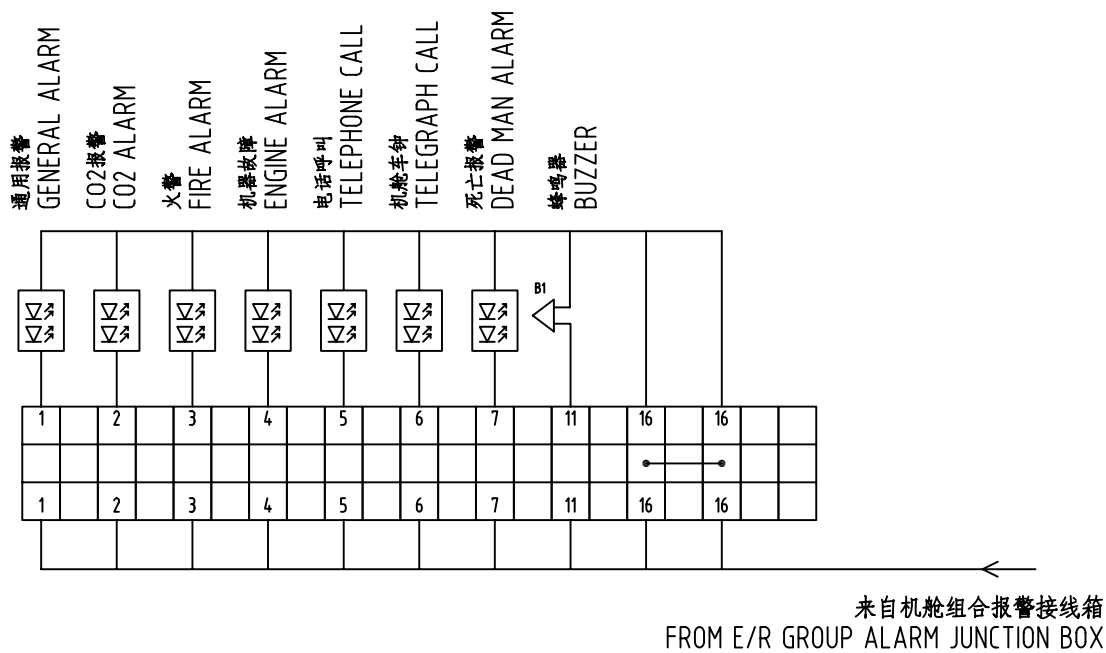 通用报警
GENERAL ALARM
CO2报警
CO2 ALARM
火警
FIRE ALARM
机器故障
ENGINE ALARM
电话呼叫
TELEPHONE CALL
机舱车钟
TELEGRAPH CALL
死亡报警
DEAD MAN ALARM
蜂鸣器
BUZZER
B1
1 2 3 4 5 6 7 11 16 16
1 2 3 4 5 6 7 11 16 16
来自机舱组合报警接线箱
FROM E/R GROUP ALARM JUNCTION BOX